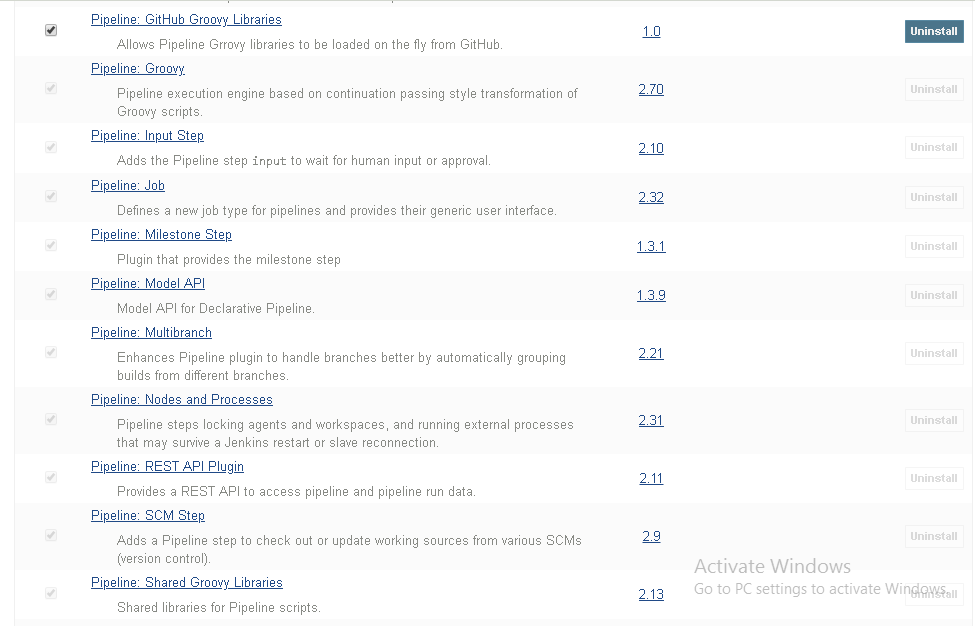 Pipeline: GitHub Groovy Libraries
Allows Pipeline Grrovy libraries to be loaded on the fly from GitHub.
1.0
Uninstall
Pipeline: Groovy
Pipeline execution engine based on continuation passing style transformation of
Groovy scripts.
2.70
Uninstall
Pipeline: Input Step
Adds the Pipeline step input to wait for human input or approval.
2.10
Uninstall
Pipeline: Job
Defines a new job type for pipelines and provides their generic user interface.
2.32
Uninstall
Pipeline: Milestone Step
Plugin that provides the milestone step
1.3.1
Uninstall
Pipeline: Model API
Model API for Declarative Pipeline.
1.3.9
Uninstall
Pipeline: Multibranch
Enhances Pipeline plugin to handle branches better by automatically grouping
builds from different branches.
2.21
Uninstall
Pipeline: Nodes and Processes
Pipeline steps locking agents and workspaces, and running external processes
that may survive a Jenkins restart or slave reconnection.
2.31
Uninstall
Pipeline: REST API Plugin
Provides a REST API to access pipeline and pipeline run data.
2.11
Uninstall
Pipeline: SCM Step
Adds a Pipeline step to check out or update working sources from various SCMs
(version control).
2.9
Uninstall
Pipeline: Shared Groovy Libraries
Shared libraries for Pipeline scripts.
2.13
Uninstall
Activate Windows
Go to PC settings to activate Windows.